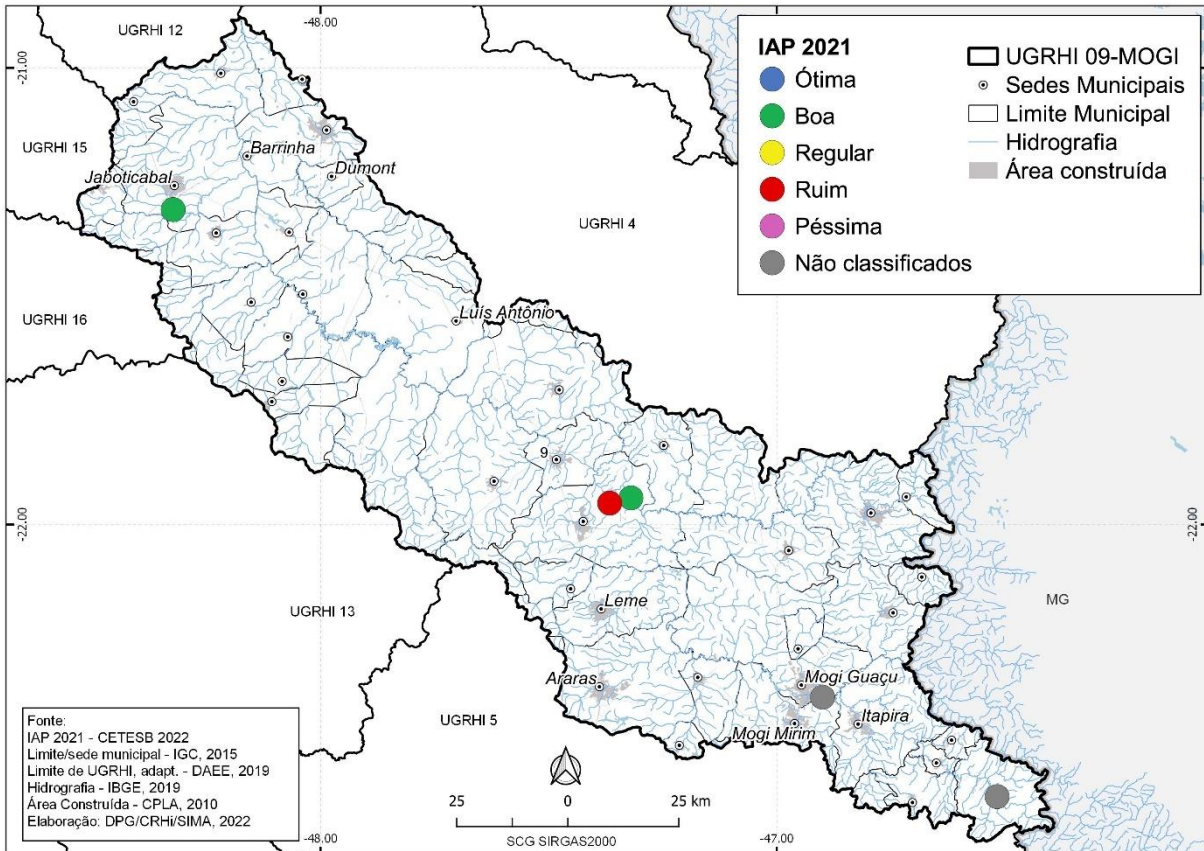 UGRHI 12
-48.00
-21.00
IAP 2021
Ótima
Boa
Regular
Ruim
Péssima
Não classificados
UGRHI 09-MOGI
Sedes Municipais
Limite Municipal
Hidrografia
Área construída
UGRHI 15
Barrinha
Dumont
Jaboticabal
UGRHI 4
UGRHI 16
Luís Antônio
9
-22.00
-22.00
UGRHI 13
Leme
MG
Araras
UGRHI 5
Mogi Guaçu
Itapira
Mogi Mirim
Fonte:
IAP 2021 - CETESB 2022
Limite/sede municipal - IGC, 2015
Limite de UGRHI, adapt. - DAEE, 2019
Hidrografia - IBGE, 2019
Área Construída - CPLA, 2010
Elaboração: DPG/CRHi/SIMA, 2022
25 0 25 km
SCG SIRGAS2000
-48.00
-47.00